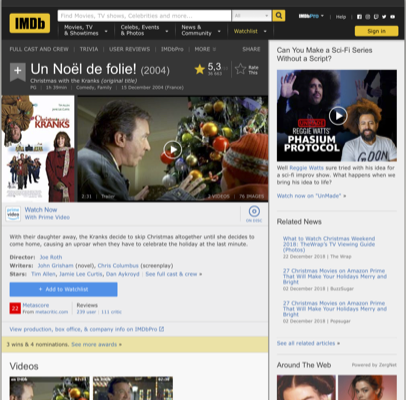 IMDb
Find Movies, TV shows, Celebrities and more...
All
IMDbPro
Help
Movies, TV
& Showtimes
Celebs, Events
& Photos
News &
Community
Watchlist
Sign in
FULL CAST AND CREW | TRIVIA | USER REVIEWS | IMDbPro | MORE
SHARE
Un Noël de folie! (2004)
Christmas with the Kranks (original title)
PG | 1h 39min | Comedy, Family | 15 December 2004 (France)
5,3
Rate
This
CHRISTMAS
with the
KRANKS
2:31 | Trailer
2 VIDEOS | 76 IMAGES
prime video
Watch Now
With Prime Video
ON DISC
With their daughter away, the Kranks decide to skip Christmas altogether until she decides to
come home, causing an uproar when they have to celebrate the holiday at the last minute.
Director: Joe Roth
Writers: John Grisham (novel), Chris Columbus (screenplay)
Stars: Tim Allen, Jamie Lee Curtis, Dan Aykroyd | See full cast & crew »
+ Add to Watchlist
22
Metascore
From metacritic.com
Reviews
239 user | 111 critic
View production, box office, & company info on IMDbPro
3 wins & 4 nominations. See more awards »
Videos
Can You Make a Sci-Fi Series
Without a Script?
REGGIE WATTS'
PHASIUM
PROTOCOL
Well Reggie Watts sure tried with his idea for
a sci-fi improv show. What happens when we
bring his idea to life?
Watch now on "UnMade" »
Related News
What to Watch Christmas Weekend
2018: TheWrap's TV Viewing Guide
(Photos)
22 December 2018 | The Wrap
27 Christmas Movies on Amazon Prime
That Will Make Your Holidays Merry and
Bright
22 December 2018 | BuzzSugar
27 Christmas Movies on Amazon Prime
That Will Make Your Holidays Merry and
Bright
22 December 2018 | Popsugar
See all related articles »
Around The Web
Powered by ZergNet